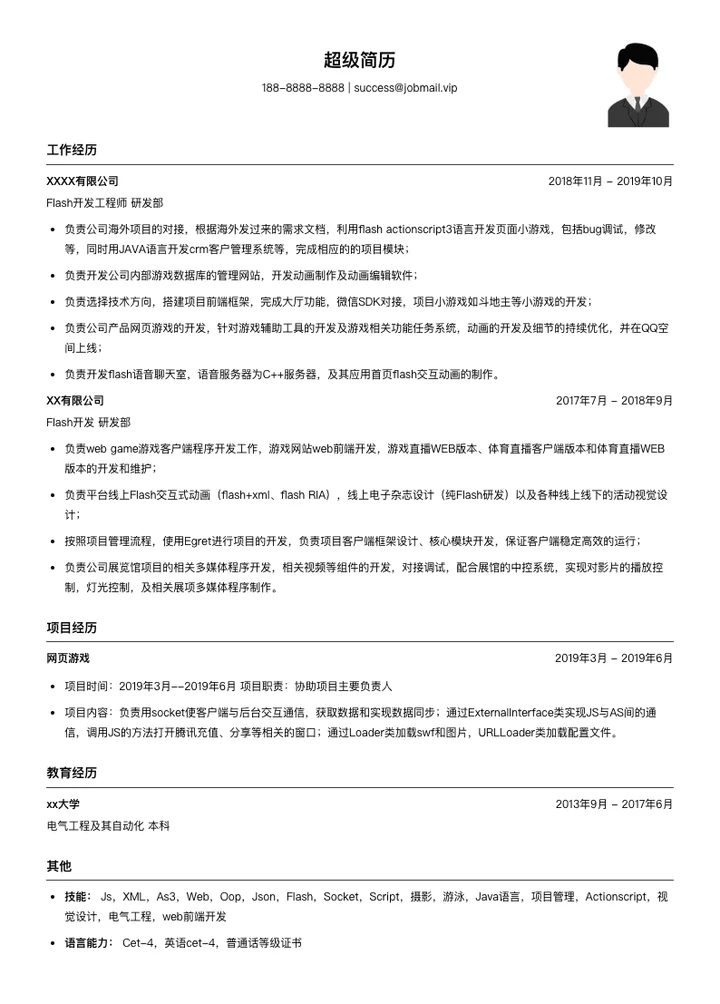 超级简历
188-8888-8888 | success@jobmail.vip
工作经历
XXXX有限公司 2018年11月 - 2019年10月
Flash开发工程师 研发部
• 负责公司海外项目的对接，根据海外发过来的需求文档，利用flash actionscript3语言开发页面小游戏，包括bug调试，修改
等，同时用JAVA语言开发crm客户管理系统等，完成相应的的项目模块；
• 负责开发公司内部游戏数据库的管理网站，开发动画制作及动画编辑软件；
• 负责选择技术方向，搭建项目前端框架，完成大厅功能，微信SDK对接，项目小游戏如斗地主等小游戏的开发；
• 负责公司产品网页游戏的开发，针对游戏辅助工具的开发及游戏相关功能任务系统，动画的开发及细节的持续优化，并在QQ空
间上线；
• 负责开发flash语音聊天室，语音服务器为C++服务器，及其应用首页flash交互动画的制作。
XX有限公司 2017年7月 - 2018年9月
Flash开发 研发部
• 负责web game游戏客户端程序开发工作，游戏网站web前端开发，游戏直播WEB版本、体育直播客户端版本和体育直播WEB
版本的开发和维护；
• 负责平台线上Flash交互式动画（flash+xml、flash RIA），线上电子杂志设计（纯Flash研发）以及各种线上线下的活动视觉设
计；
• 按照项目管理流程，使用Egret进行项目的开发，负责项目客户端框架设计、核心模块开发，保证客户端稳定高效的运行；
• 负责公司展览馆项目的相关多媒体程序开发，相关视频等组件的开发，对接调试，配合展馆的中控系统，实现对影片的播放控
制，灯光控制，及相关展项多媒体程序制作。
项目经历
网页游戏 2019年3月 - 2019年6月
• 项目时间：2019年3月--2019年6月 项目职责：协助项目主要负责人
• 项目内容：负责用socket使客户端与后台交互通信，获取数据和实现数据同步；通过ExternalInterface类实现JS与AS间的通
信，调用JS的方法打开腾讯充值、分享等相关的窗口；通过Loader类加载swf和图片，URLLoader类加载配置文件。
教育经历
xx大学 2013年9月 - 2017年6月
电气工程及其自动化 本科
其他
• 技能： Js，XML，As3，Web，Oop，Json，Flash，Socket，Script，摄影，游泳，Java语言，项目管理，Actionscript，视
觉设计，电气工程，web前端开发
• 语言能力： Cet-4，英语cet-4，普通话等级证书